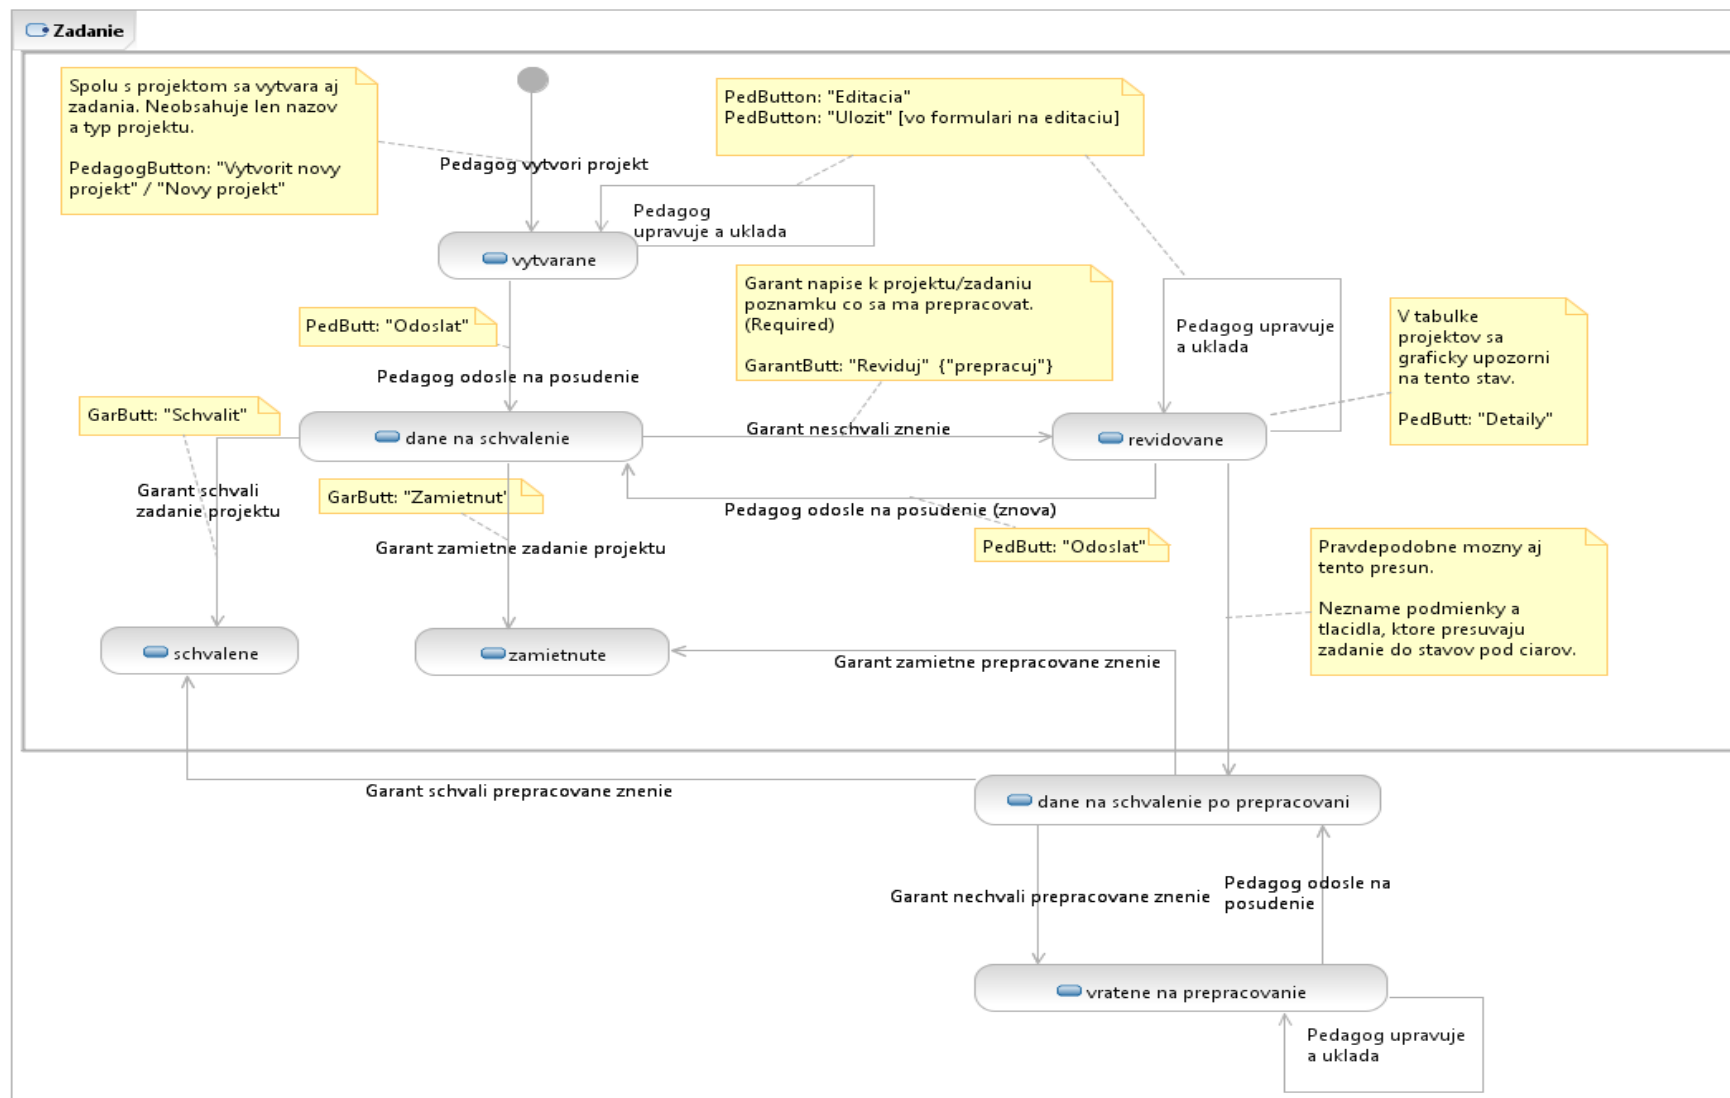 Zadanie
Spolu s projektom sa vytvara aj
zadania. Neobsahuje len nazov
a typ projektu.
PedagogButton: "Vytvorit novy
projekt" / "Novy projekt"
PedButton: "Editacia"
PedButton: "Ulozit" [vo formulari na editaciu]
Pedagog vytvori projekt
Pedagog
upravuje a uklada
vytvarane
Garant napise k projektu/zadaniu
poznamku co sa ma prepracovat.
(Required)
GarantButt: "Reviduj" {"prepracuj"}
PedButt: "Odoslat"
Pedagog upravuje
a uklada
V tabulke
projektov sa
graficky upozorni
na tento stav.
PedButt: "Detaily"
Pedagog odosle na posudenie
GarButt: "Schvalit"
dane na schvalenie
Garant neschvali znenie
revidovane
Garant schvali
zadanie projektu
GarButt: "Zamietnut'
Pedagog odosle na posudenie (znova)
Garant zamietne zadanie projektu
PedButt: "Odoslat"
Pravdepodobne mozny aj
tento presun.
Nezname podmienky a
tlacidla, ktore presuvaju
zadanie do stavov pod ciarov.
schvalene
zamietnute
Garant zamietne prepracovane znenie
Garant schvali prepracovane znenie
dane na schvalenie po prepracovani
Garant nechvali prepracovane znenie
Pedagog odosle na
posudenie
vratene na prepracovanie
Pedagog upravuje
a uklada